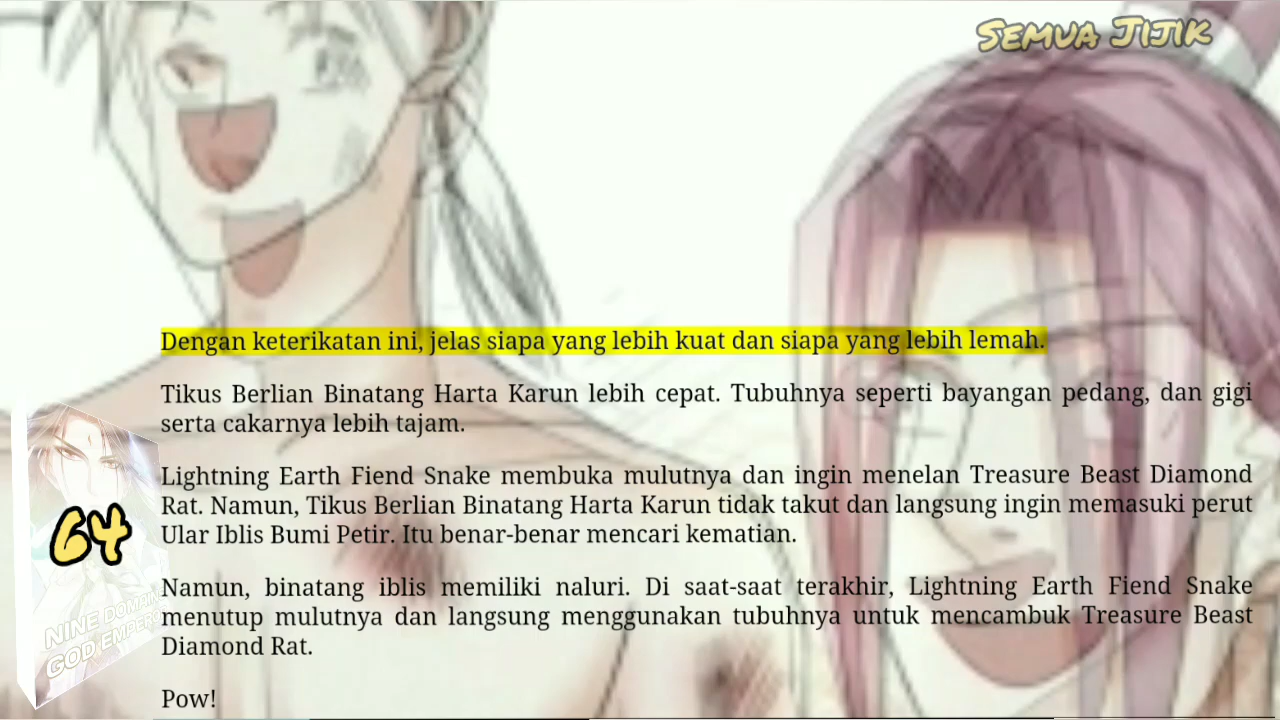 Semua Jijik
Dengan keterikatan ini, jelas siapa yang lebih kuat dan siapa yang lebih lemah.
Tikus Berlian Binatang Harta Karun lebih cepat. Tubuhnya seperti bayangan pedang, dan gigi
serta cakarnya lebih tajam.
Lightning Earth Fiend Snake membuka mulutnya dan ingin menelan Treasure Beast Diamond
Rat. Namun, Tikus Berlian Binatang Harta Karun tidak takut dan langsung ingin memasuki perut
Ular Iblis Bumi Petir. Itu benar-benar mencari kematian.
Namun, binatang iblis memiliki naluri. Di saat-saat terakhir, Lightning Earth Fiend Snake
menutup mulutnya dan langsung menggunakan tubuhnya untuk mencambuk Treasure Beast
Diamond Rat.
Pow!
64
NINE DOMAIN
GOD EMPERO